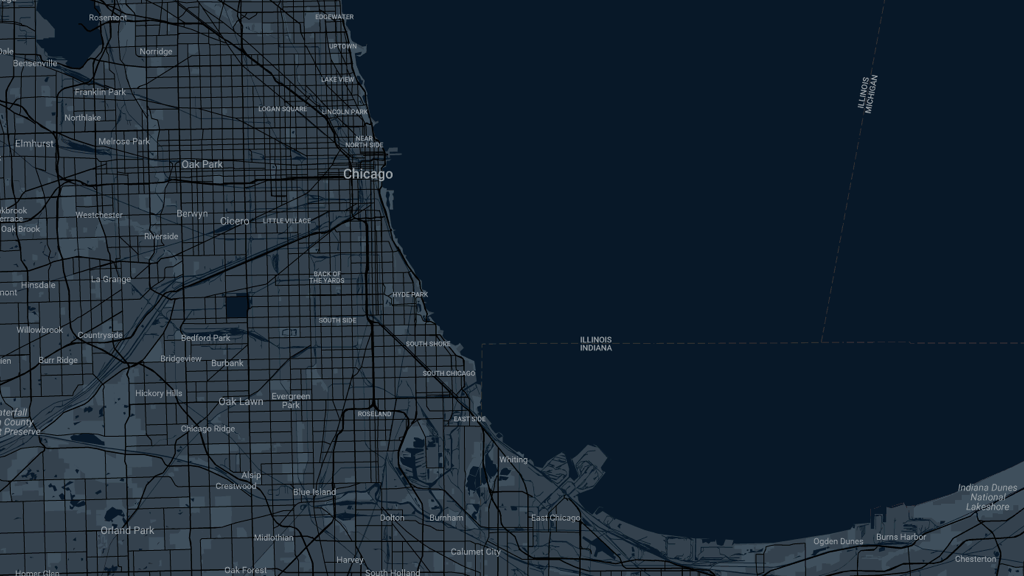 EDGEWATER
Rosemont
UPTOWN
Norridge
Bensenville
LAKE VIEW
Franklin Park
ILLINOIS
MICHIGAN
LOGAN SQUARE
LINCOLN PARK
Northlake
Elmhurst
Melrose Park
NEAR
NORTH SIDE
Oak Park
Chicago
Westchester
Berwyn
Cicero
LITTLE VILLAGE
Oak Brook
Riverside
BACK OF
THE YARDS
La Grange
Hinsdale
HYDE PARK
SOUTH SIDE
Willowbrook
Countryside
Bedford Park
SOUTH SHORE
ILLINOIS
INDIANA
Burr Ridge
Bridgeview
Burbank
SOUTH CHICAGO
Hickory Hills
Oak Lawn
Evergreen
Park
ROSELAND
EAST SIDE
Chicago Ridge
County
t Preserve
Whiting
Alsip
Crestwood
Blue Island
Indiana Dunes
National
Lakeshore
Dolton
Burnham
East Chicago
Orland Park
Midlothian
Ogden Dunes
Burns Harbor
Calumet City
Harvey
Chesterton
Oak Forest
South Holland
Homer Glen